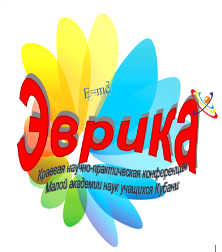 E=mc²
Эврика
Краевая научно-практическая конференция
Малой академии наук учащихся Кубани